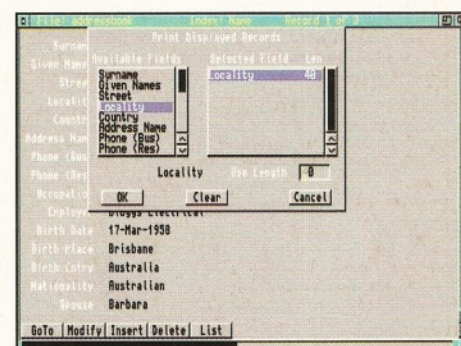 File: addressbook Index: Name Record 1 of 3
Print Displayed Records
Available Fields Selected Field Len
Surname
Given Names
Street
Locality
Country
Address Name
Phone (Bus)
Phone (Res)
Locality 40
Locality Use Length 0
OK Clear Cancel
Surnam
Given Name
Stree
Localit
Countr
Address Nam
Phone (Bus
Phone (Res
Occupatio
Employe Bloggs Electrical
Birth Date 17-Mar-1958
Birth Place Brisbane
Birth Cntry Australia
Nationality Australian
Spouse Barbara
GoTo Modify Insert Delete List